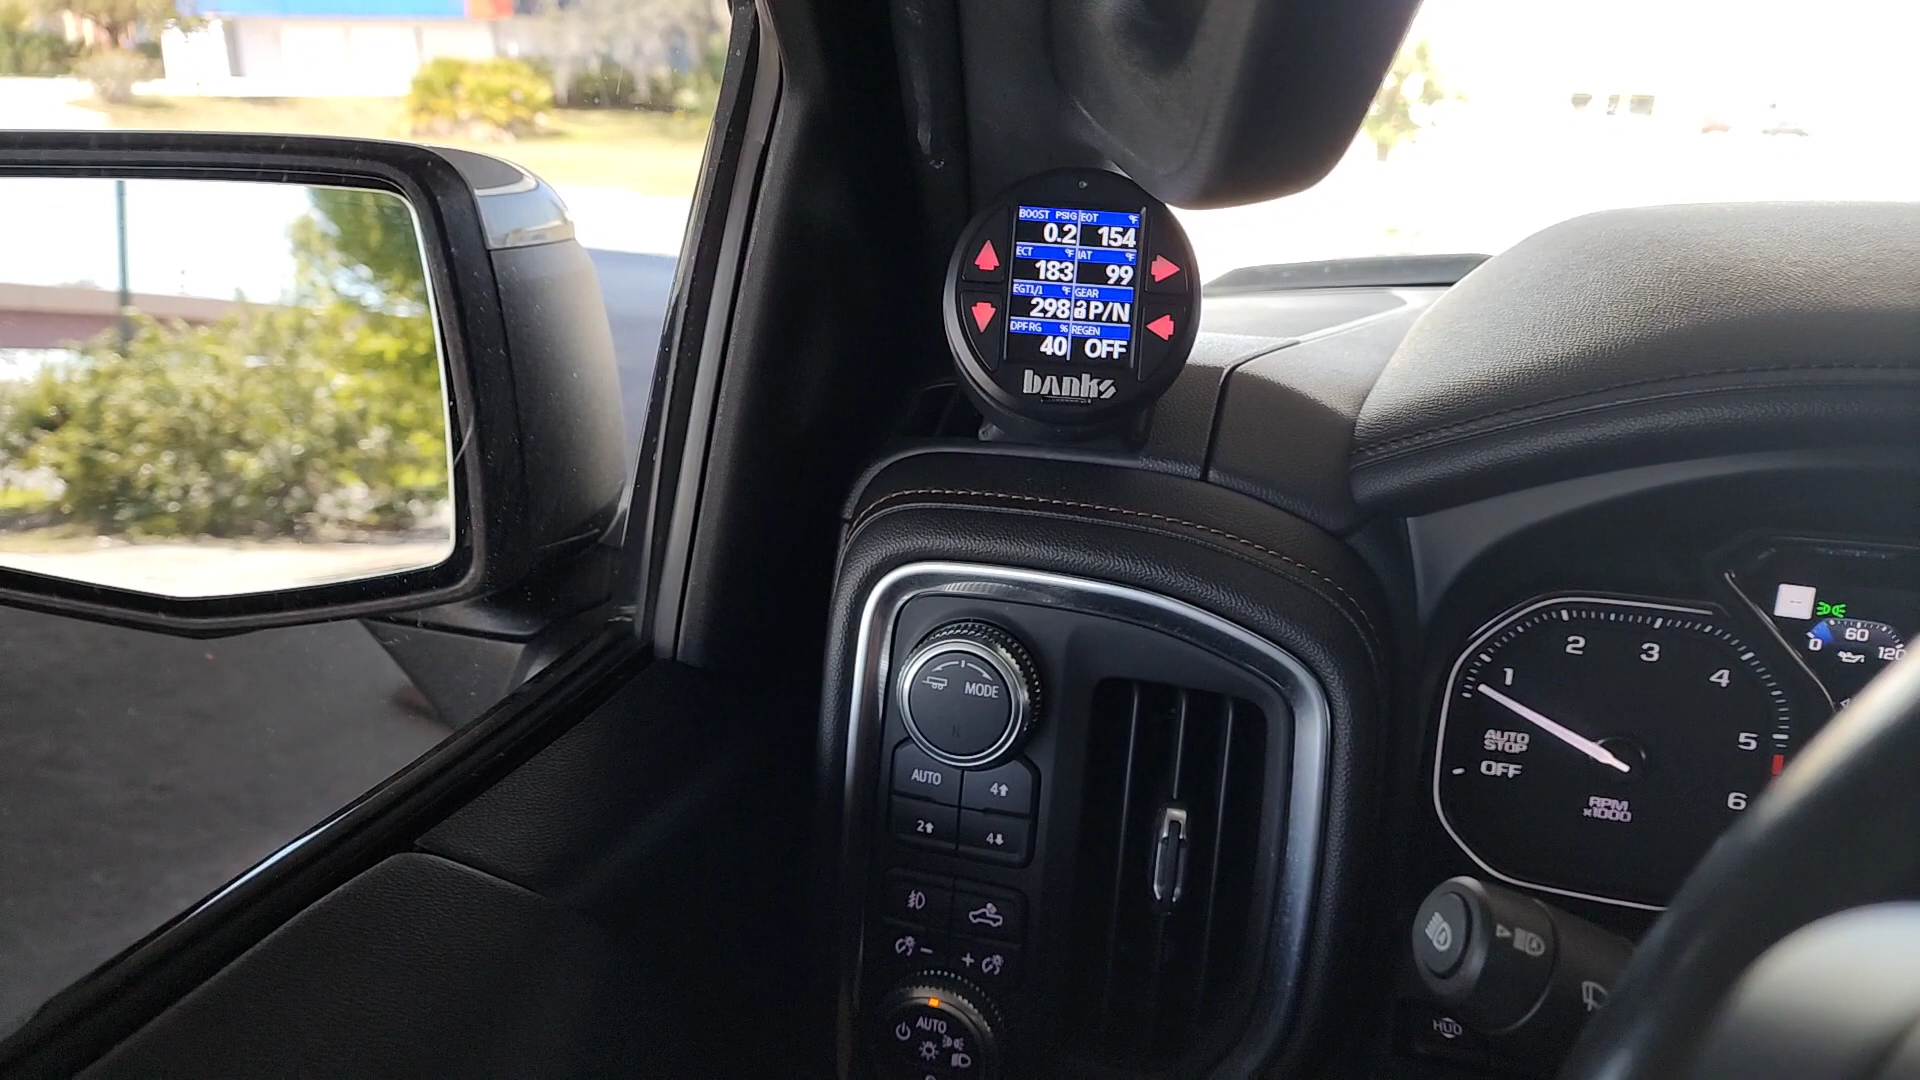 BOOST PSIG EOT °F
0.2 154
ECT °F IAT °F
183 99
EGT1/1 °F GEAR
298 P/N
DPF RG % REGEN
40 OFF
banks
MODE
AUTO 4
2 4
- +
AUTO
1 2 3 4 5 6
AUTO
STOP
OFF
RPM
x1000
--
0 60 120
HUD